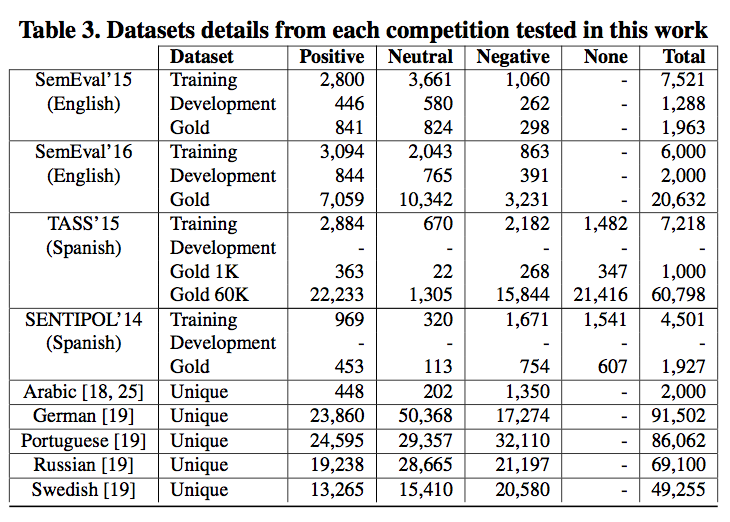 Table 3. Datasets details from each competition tested in this work
Dataset Positive Neutral Negative None Total
SemEval’15 Training 2,800 3,661 1,060 - 7,521
(English) Development 446 580 262 - 1,288
Gold 841 824 298 - 1,963
SemEval’16 Training 3,094 2,043 863 - 6,000
(English) Development 844 765 391 - 2,000
Gold 7,059 10,342 3,231 - 20,632
TASS’15 Training 2,884 670 2,182 1,482 7,218
(Spanish) Development - - - - -
Gold 1K 363 22 268 347 1,000
Gold 60K 22,233 1,305 15,844 21,416 60,798
SENTIPOL’14 Training 969 320 1,671 1,541 4,501
(Spanish) Development - - - - -
Gold 453 113 754 607 1,927
Arabic [18, 25] Unique 448 202 1,350 - 2,000
German [19] Unique 23,860 50,368 17,274 - 91,502
Portuguese [19] Unique 24,595 29,357 32,110 - 86,062
Russian [19] Unique 19,238 28,665 21,197 - 69,100
Swedish [19] Unique 13,265 15,410 20,580 - 49,255